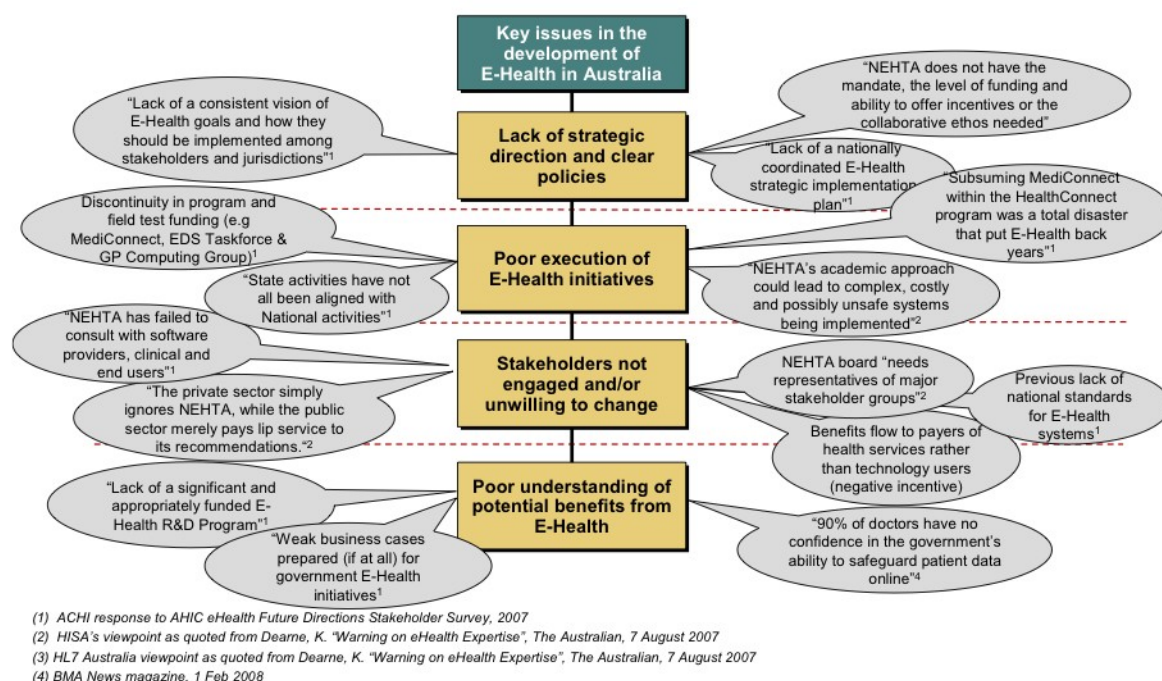 Key issues in the
development of
E-Health in Australia
“Lack of a consistent vision of
E-Health goals and how they
should be implemented among
stakeholders and jurisdictions”1
Lack of strategic
direction and clear
policies
“NEHTA does not have the
mandate, the level of funding and
ability to offer incentives or the
collaborative ethos needed”
“Lack of a nationally
coordinated E-Health
strategic implementation
plan”1
Discontinuity in program and
field test funding (e.g
MediConnect, EDS Taskforce &
GP Computing Group)1
“State activities have not
all been aligned with
National activities”1
Poor execution of
E-Health initiatives
“Subsuming MediConnect
within the HealthConnect
program was a total disaster
that put E-Health back
years”1
“NEHTA’s academic approach
could lead to complex, costly
and possibly unsafe systems
being implemented”2
“NEHTA has failed to
consult with software
providers, clinical and
end users”1
“The private sector simply
ignores NEHTA, while the public
sector merely pays lip service to
its recommendations.“2
Stakeholders not
engaged and/or
unwilling to change
NEHTA board “needs
representatives of major
stakeholder groups”2
Previous lack of
national standards
for E-Health
systems1
Benefits flow to payers of
health services rather
than technology users
(negative incentive)
“Lack of a significant and
appropriately funded E-
Health R&D Program”1
“Weak business cases
prepared (if at all) for
government E-Health
initiatives1
Poor understanding of
potential benefits from
E-Health
“90% of doctors have no
confidence in the government’s
ability to safeguard patient data
online”4
(1) ACHI response to AHIC eHealth Future Directions Stakeholder Survey, 2007
(2) HISA’s viewpoint as quoted from Dearne, K. “Warning on eHealth Expertise”, The Australian, 7 August 2007
(3) HL7 Australia viewpoint as quoted from Dearne, K. “Warning on eHealth Expertise”, The Australian, 7 August 2007
(4) BMA News magazine, 1 Feb 2008